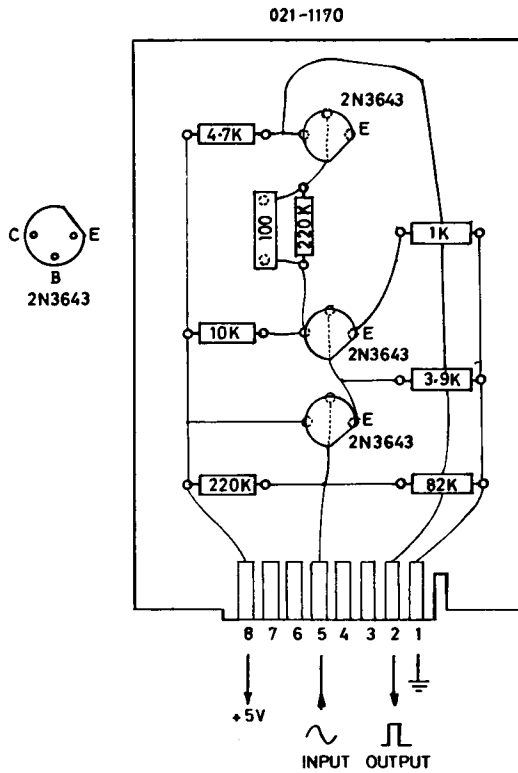 021-1170
2N3643
E
4.7K
100
220K
1K
C
E
B
2N3643
10K
E
2N3643
3.9K
E
2N3643
220K
82K
8 7 6 5 4 3 2 1
+5V
INPUT OUTPUT